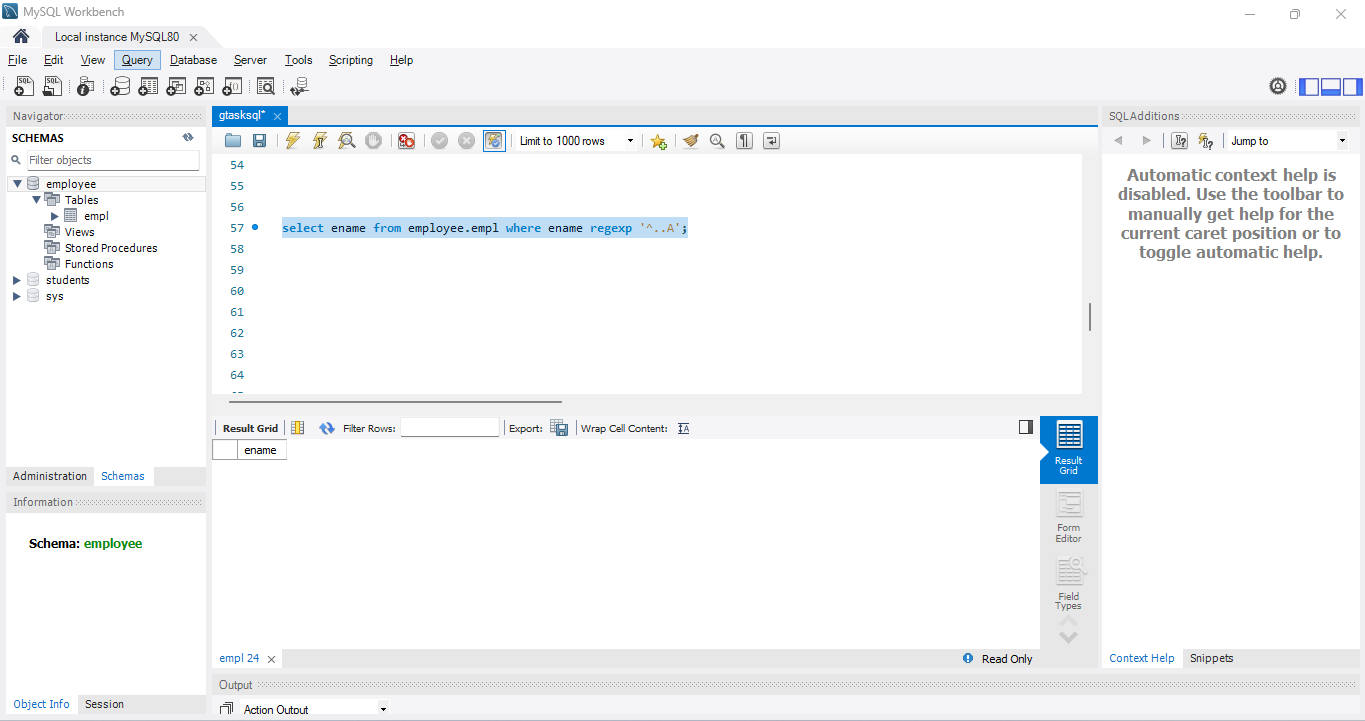 MySQL Workbench
Local instance MySQL80
File Edit View Query Database Server Tools Scripting Help
Navigator
SCHEMAS
Filter objects
employee
Tables
empl
Views
Stored Procedures
Functions
students
sys
Administration Schemas
Information
Schema: employee
Object Info Session
gtasksql*
Limit to 1000 rows
54
55
56
57 select ename from employee.empl where ename regexp '^..A';
58
59
60
61
62
63
64
Result Grid Filter Rows: Export: Wrap Cell Content:
ename
Result
Grid
Form
Editor
Field
Types
empl 24
Read Only
Output
Action Output
SQLAdditions
Jump to
Automatic context help is
disabled. Use the toolbar to
manually get help for the
current caret position or to
toggle automatic help.
Context Help Snippets